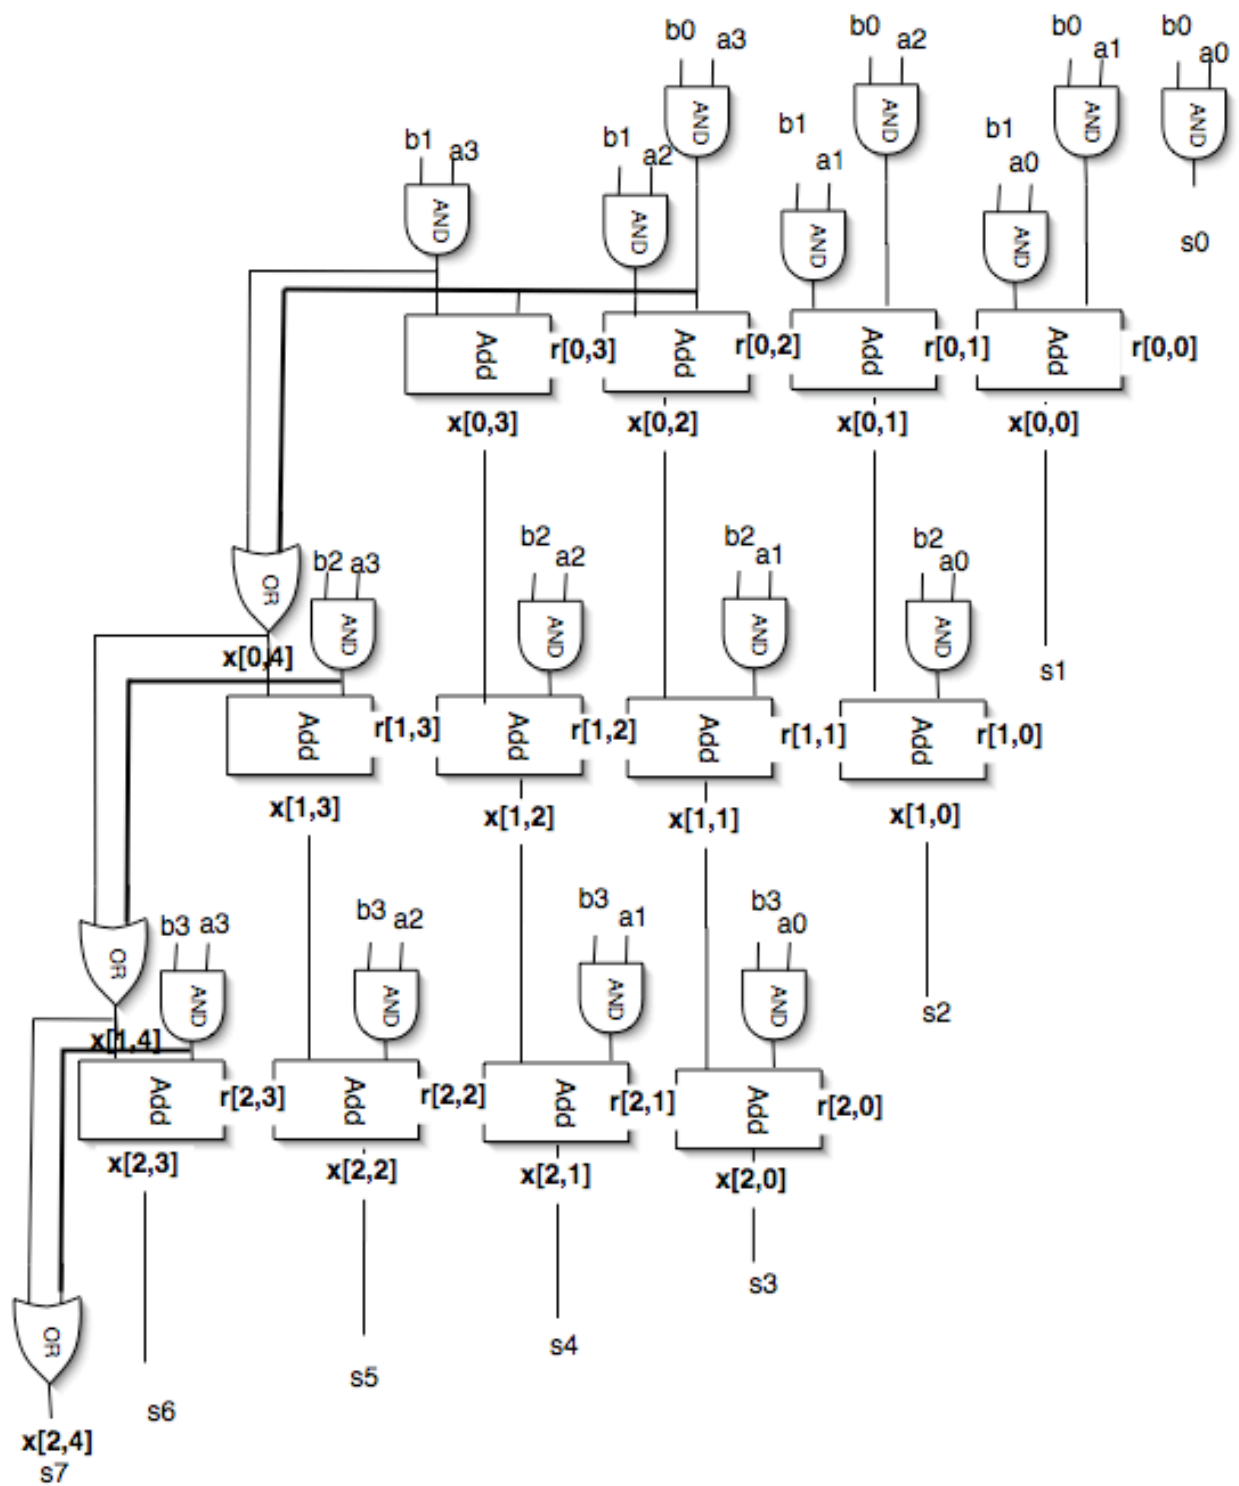 b0 a3
b0 a2
b0 a1
b0 a0
AND
AND
AND
AND
b1 a3
b1 a2
b1 a1
b1 a0
AND
AND
AND
AND
s0
Add r[0,3]
Add r[0,2]
Add r[0,1]
Add r[0,0]
x[0,3]
x[0,2]
x[0,1]
x[0,0]
OR
b2 a3
b2 a2
b2 a1
b2 a0
AND
AND
AND
AND
x[0,4]
s1
Add r[1,3]
Add r[1,2]
Add r[1,1]
Add r[1,0]
x[1,3]
x[1,2]
x[1,1]
x[1,0]
OR
b3 a3
b3 a2
b3 a1
b3 a0
AND
AND
AND
AND
s2
x[1,4]
Add r[2,3]
Add r[2,2]
Add r[2,1]
Add r[2,0]
x[2,3]
x[2,2]
x[2,1]
x[2,0]
s3
OR
s4
s5
s6
x[2,4]
s7